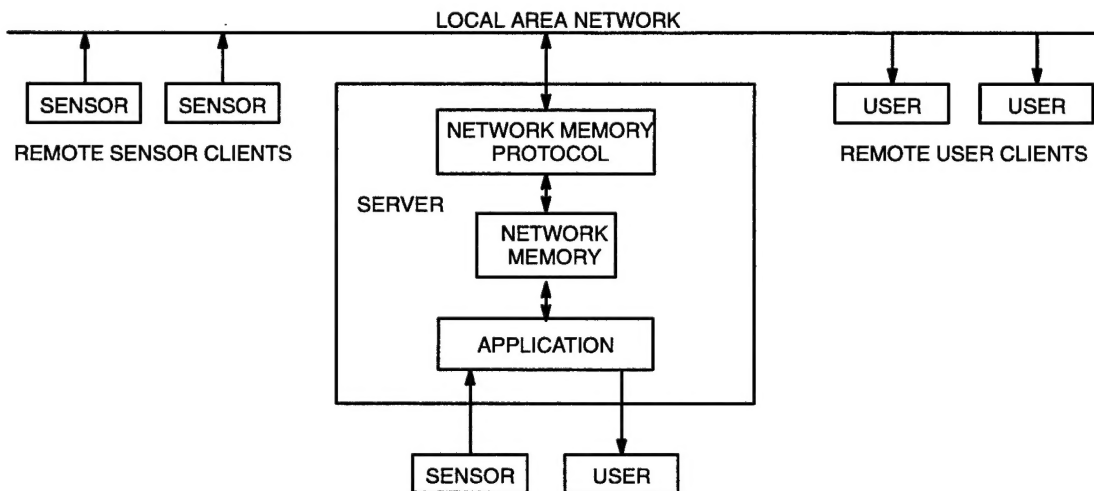 LOCAL AREA NETWORK
SENSOR
SENSOR
USER
USER
REMOTE SENSOR CLIENTS
REMOTE USER CLIENTS
NETWORK MEMORY
PROTOCOL
SERVER
NETWORK
MEMORY
APPLICATION
SENSOR
USER